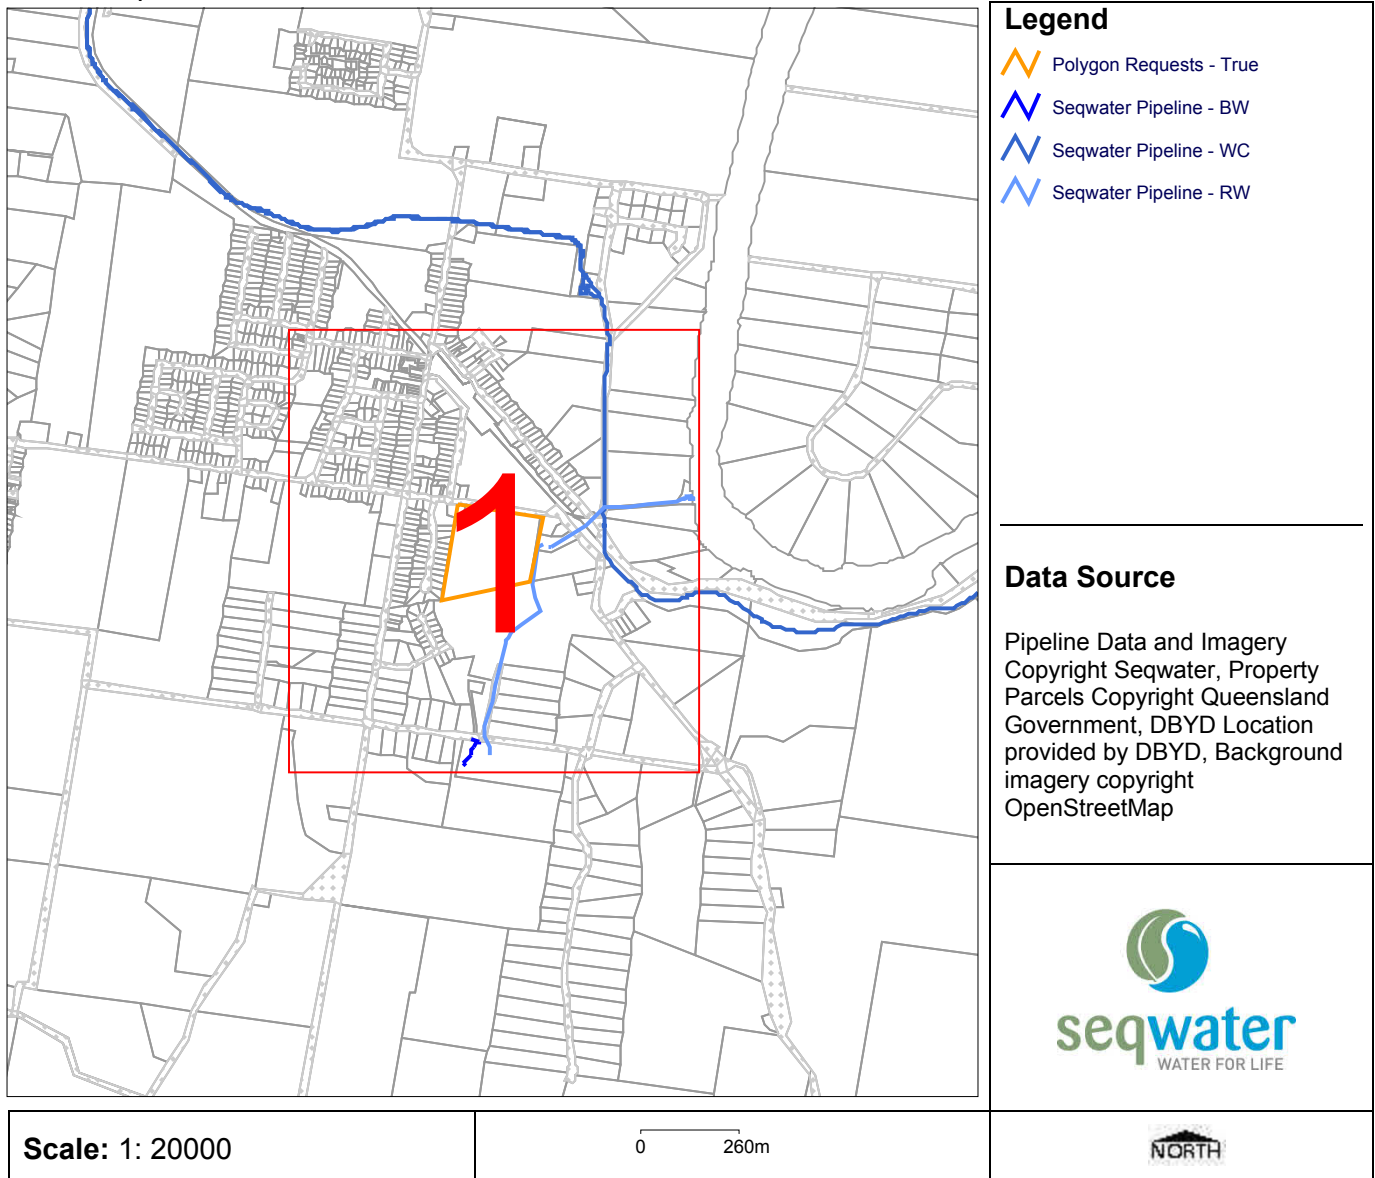 Legend
Polygon Requests - True
Seqwater Pipeline - BW
Seqwater Pipeline - WC
Seqwater Pipeline - RW
1
Data Source
Pipeline Data and Imagery
Copyright Seqwater, Property
Parcels Copyright Queensland
Government, DBYD Location
provided by DBYD, Background
imagery copyright
OpenStreetMap
seqwater
WATER FOR LIFE
Scale: 1: 20000
0 260m
NORTH